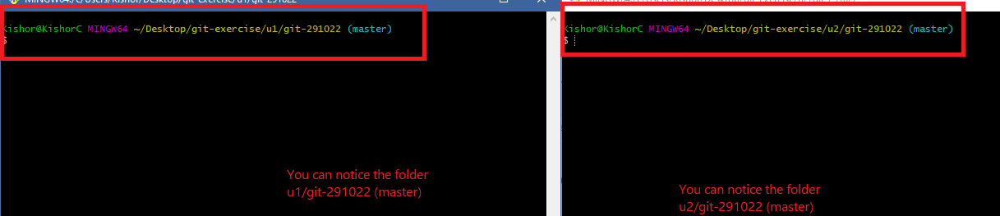 MINGW64:/c/Users/Kishor/Desktop/git-exercise/u1/git-291022
Kishor@KishorC MINGW64 ~/Desktop/git-exercise/u1/git-291022 (master)
$
You can notice the folder
u1/git-291022 (master)
Kishor@KishorC MINGW64 ~/Desktop/git-exercise/u2/git-291022 (master)
$
You can notice the folder
u2/git-291022 (master)